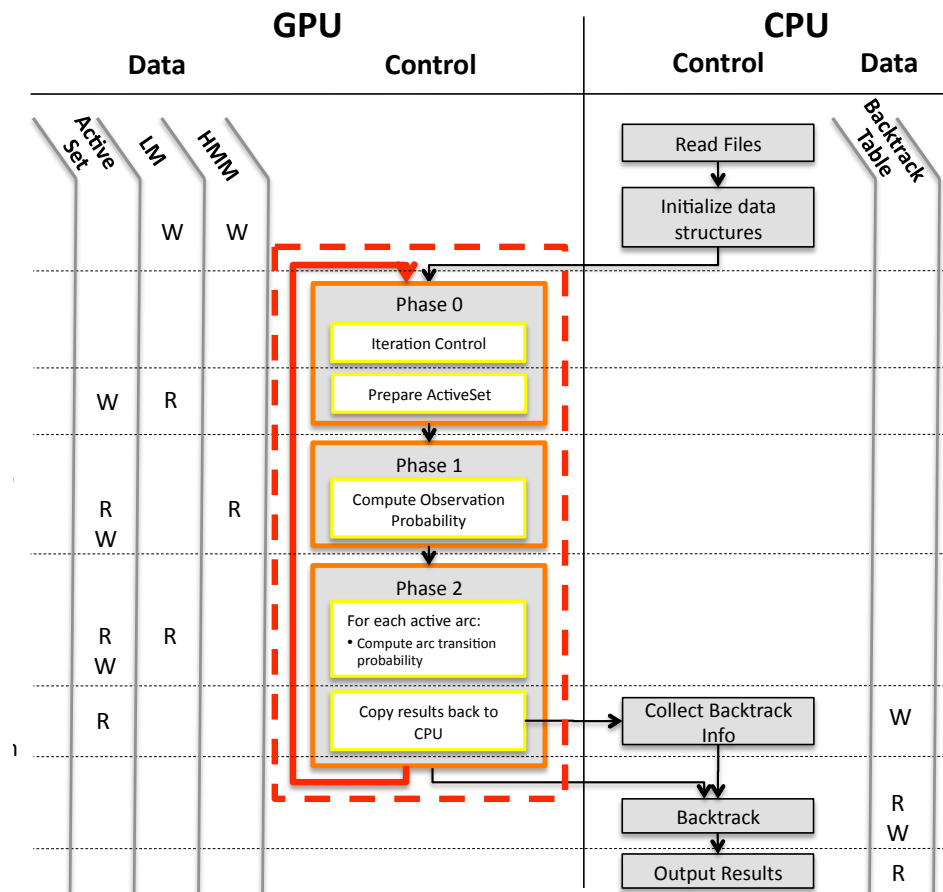 GPU
CPU
Data
Control
Control
Data
Active
Set
LM
HMM
Backtrack
Table
Read Files
Initialize data
structures
W
W
Phase 0
Iteration Control
Prepare ActiveSet
W
R
Phase 1
Compute Observation
Probability
R
W
R
Phase 2
For each active arc:
• Compute arc transition
probability
R
W
R
Copy results back to
CPU
R
Collect Backtrack
Info
W
Backtrack
R
W
Output Results
R